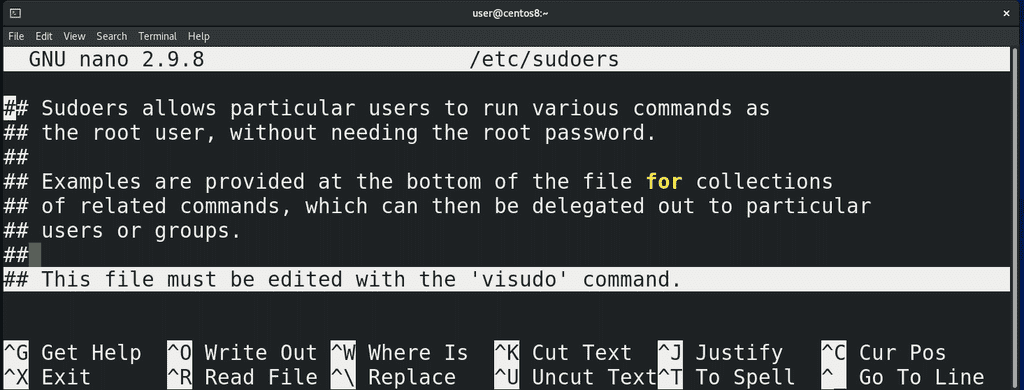 user@centos8:~
×
File Edit View Search Terminal Help
GNU nano 2.9.8 /etc/sudoers
## Sudoers allows particular users to run various commands as
## the root user, without needing the root password.
##
## Examples are provided at the bottom of the file for collections
## of related commands, which can then be delegated out to particular
## users or groups.
##
## This file must be edited with the 'visudo' command.
^G Get Help ^O Write Out ^W Where Is ^K Cut Text ^J Justify ^C Cur Pos
^X Exit ^R Read File ^\ Replace ^U Uncut Text ^T To Spell ^_ Go To Line